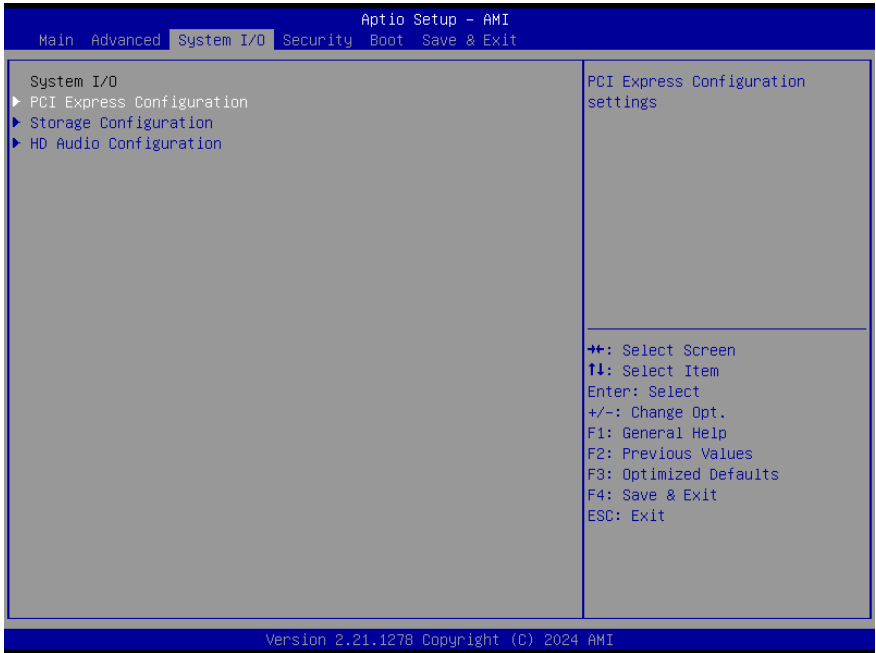 Aptio Setup – AMI
Main Advanced System I/O Security Boot Save & Exit
System I/O
PCI Express Configuration
Storage Configuration
HD Audio Configuration
PCI Express Configuration
settings
→←: Select Screen
↑↓: Select Item
Enter: Select
+/-: Change Opt.
F1: General Help
F2: Previous Values
F3: Optimized Defaults
F4: Save & Exit
ESC: Exit
Version 2.21.1278 Copyright (C) 2024 AMI